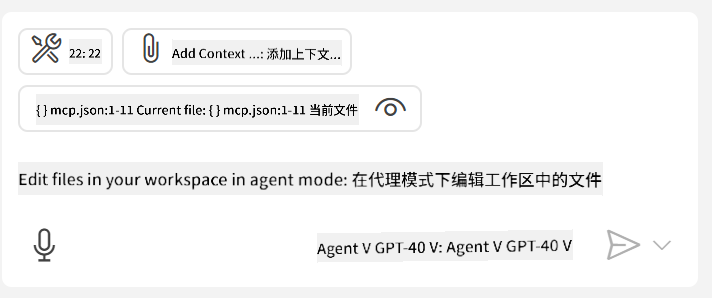 22: 22
Add Context ...: 添加上下文...
{ } mcp.json:1-11 Current file: { } mcp.json:1-11 当前文件
Edit files in your workspace in agent mode: 在代理模式下编辑工作区中的文件
Agent V GPT-40 V: Agent V GPT-40 V